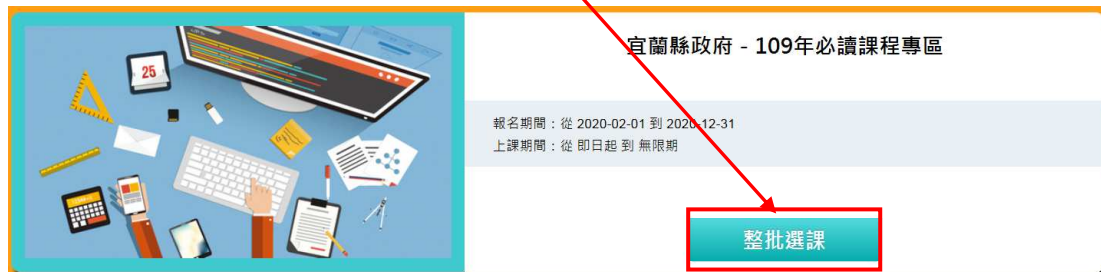 宜蘭縣政府 - 109年必讀課程專區
25
報名期間：從 2020-02-01 到 2020-12-31
上課期間：從 即日起 到 無限期
整批選課